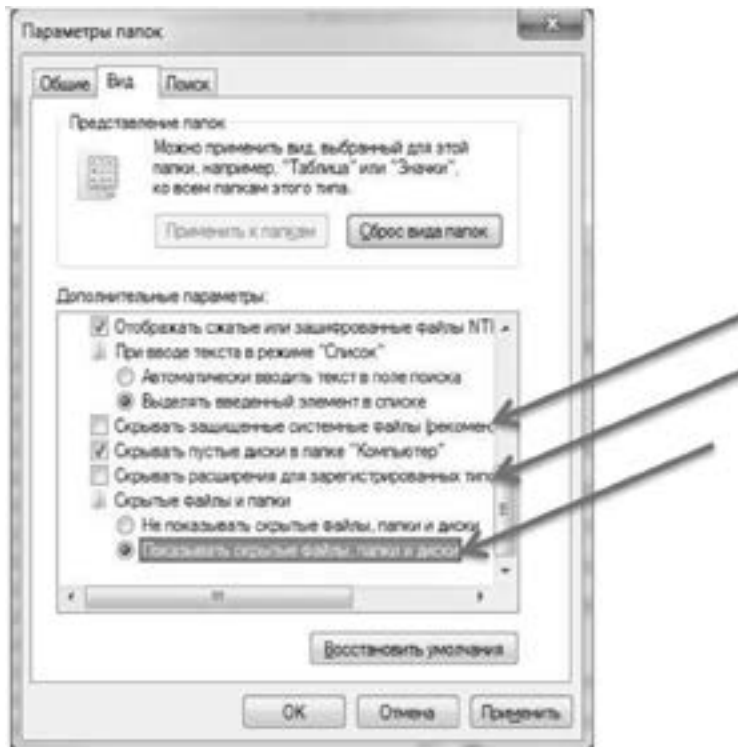 Параметры папок
Общие Вид Поиск
Представление папок
Можно применить вид, выбранный для этой
папки, например, "Таблица" или "Значки",
ко всем папкам этого типа.
Применить к папкам Сброс вида папок
Дополнительные параметры:
Отображать сжатые или зашифрованные файлы NT
При вводе текста в режиме "Список"
Автоматически вводить текст в поле поиска
Выделять введенный элемент в списке
Скрывать защищенные системные файлы (рекомен
Скрывать пустые диски в папке "Компьютер"
Скрывать расширения для зарегистрированных типо
Скрытые файлы и папки
Не показывать скрытые файлы, папки и диски
Показывать скрытые файлы, папки и диски
Восстановить умолчания
OK Отмена Применить